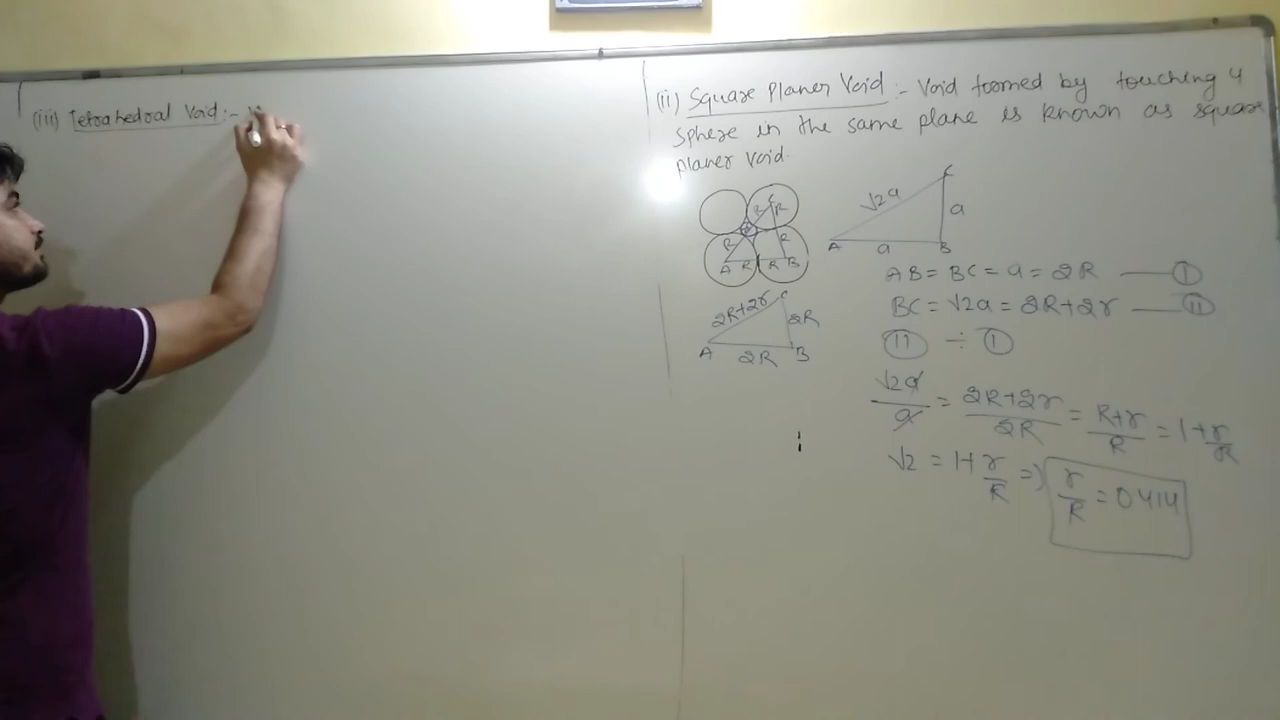 (iii) Tetrahedral Void :-
(ii) Square Planer Void :- Void formed by touching 4
sphere in the same plane is known as square
planer void.
C
R R
R R
A R R B
C
√2a a
A a B
AB = BC = a = 2R — I
BC = √2a = 2R+2r — II
II ÷ I
C
2R+2r 2R
A 2R B
√2a/a = 2R+2r/2R = R+r/R = 1+r/R
√2 = 1+r/R => r/R = 0.414